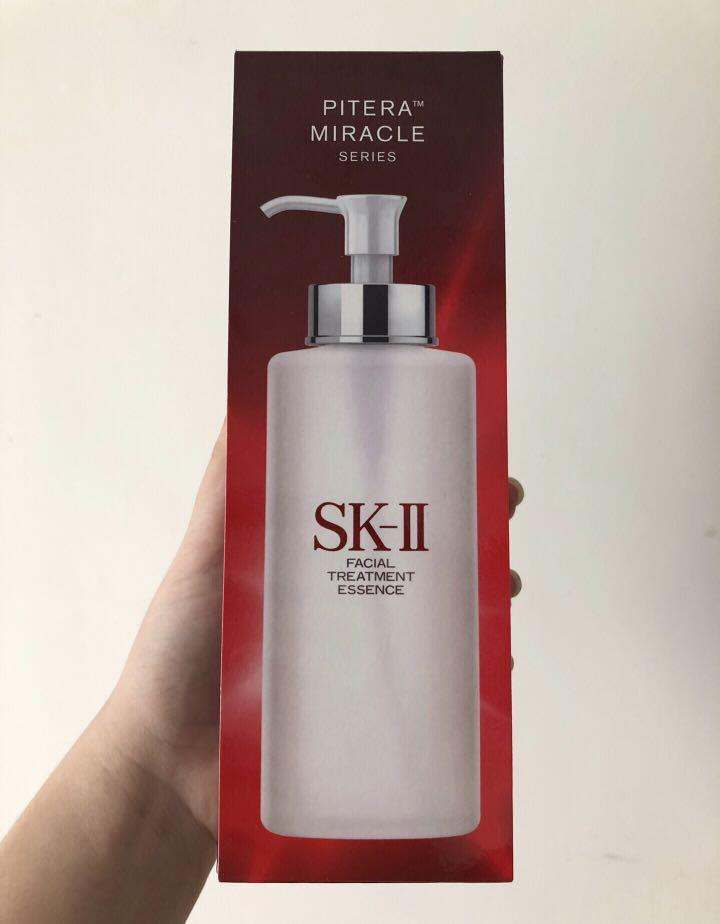 PITERA™
MIRACLE
SERIES
SK-II
FACIAL
TREATMENT
ESSENCE